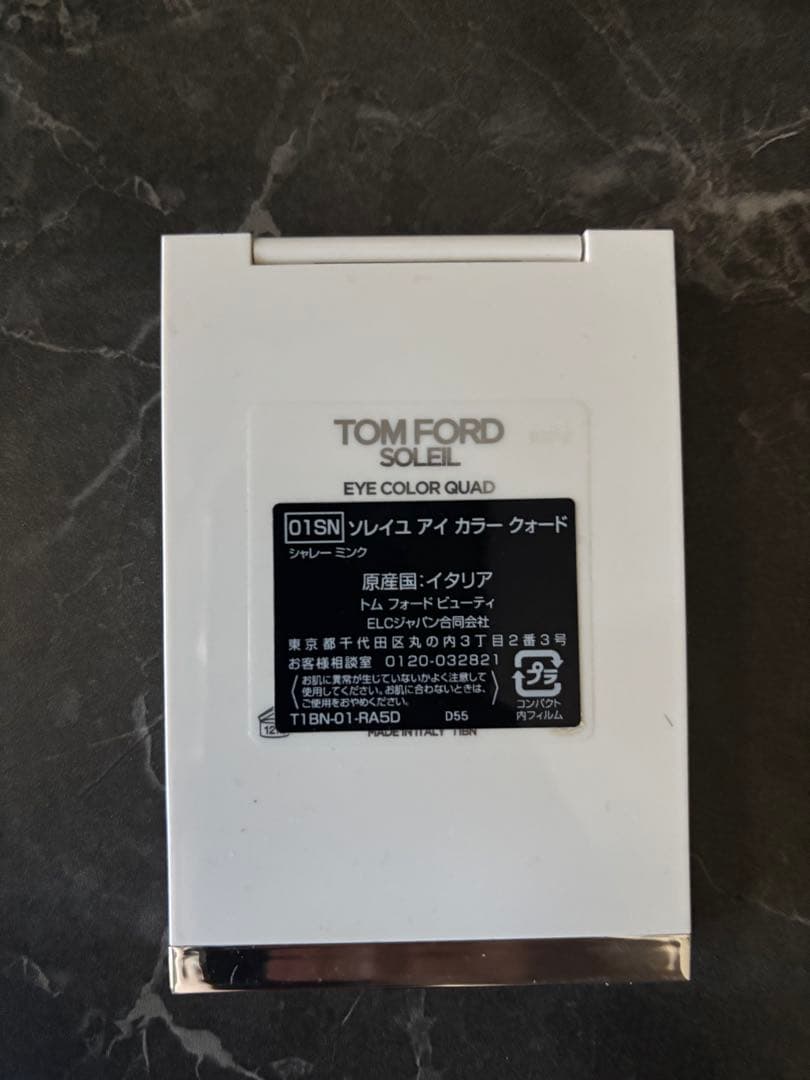 TOM FORD
SOLEIL
EYE COLOR QUAD
01SN ソレイユ アイ カラー クォード
シャレー ミンク
原産国:イタリア
トム フォード ビューティ
ELCジャパン合同会社
東京都千代田区丸の内3丁目2番3号
お客様相談室 0120-032821
お肌に異常が生じていないかよく注意して
使用してください。お肌に合わないときは、
ご使用をおやめください。
プラ
コンパクト
内フィルム
T1BN-01-RA5D D55
MADE IN ITALY T1BN